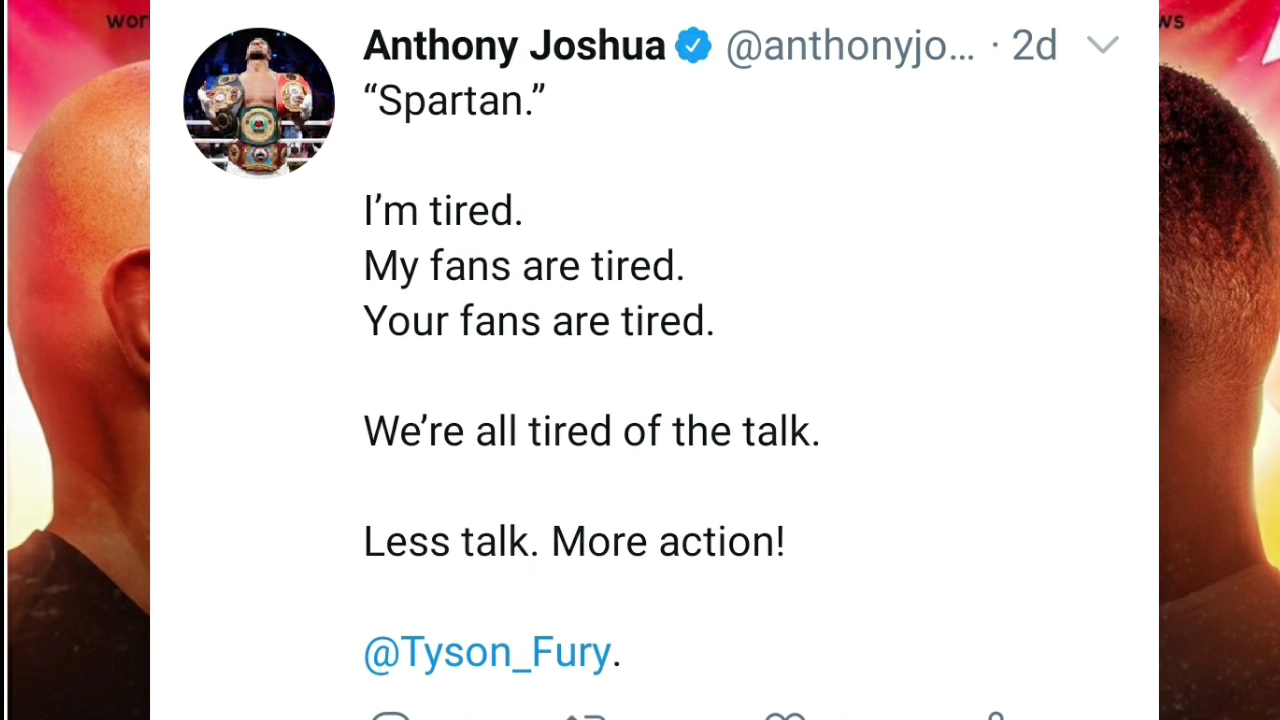 Anthony Joshua @anthonyjo... · 2d
“Spartan.”
I’m tired.
My fans are tired.
Your fans are tired.
We’re all tired of the talk.
Less talk. More action!
@Tyson_Fury.